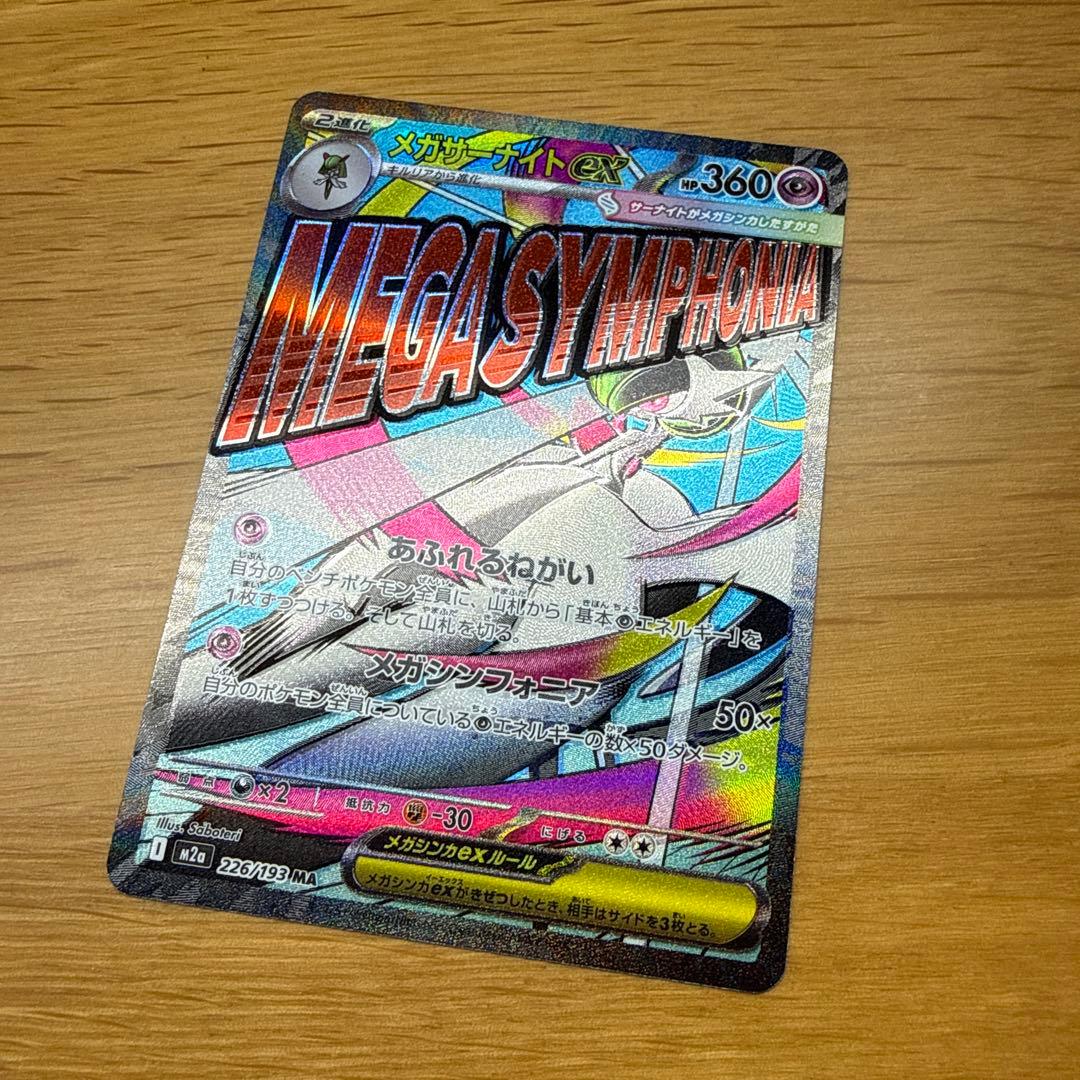 2進化
メガサーナイトex
HP360
キルリアから進化
サーナイトがメガシンカしたすがた
MEGASYMPHONIA
あふれるねがい
自分のベンチポケモン全員に、山札から「基本エネルギー」を
1枚ずつつける。そして山札を切る。
メガシンフォニア
50×
自分のポケモン全員についているエネルギーの数×50ダメージ。
弱点 ×2 抵抗力 -30 にげる
Illus. Saboteri
I m2a 226/193 MA
メガシンカexルール
メガシンカexがきぜつしたとき、相手はサイドを3枚とる。